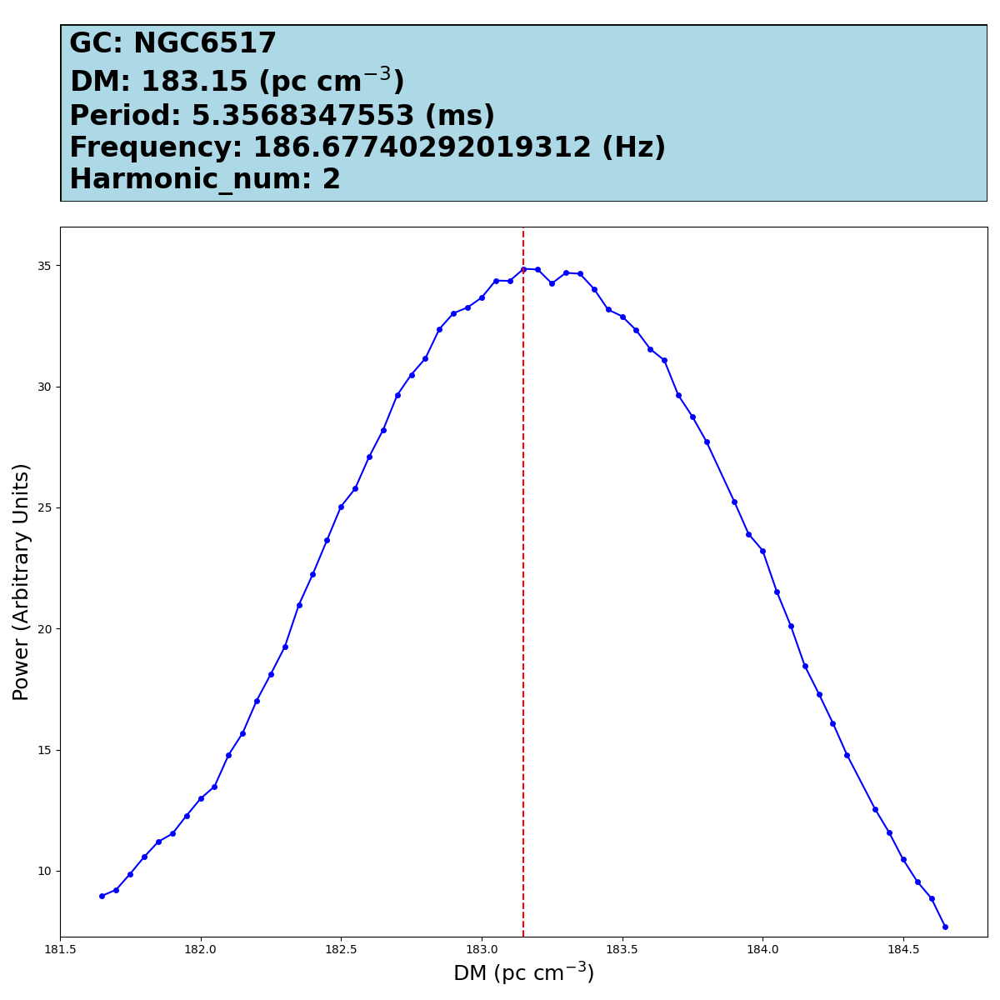 GC: NGC6517
DM: 183.15 (pc cm⁻³)
Period: 5.3568347553 (ms)
Frequency: 186.67740292019312 (Hz)
Harmonic_num: 2
35
30
25
20
15
10
Power (Arbitrary Units)
181.5 182.0 182.5 183.0 183.5 184.0 184.5
DM (pc cm⁻³)